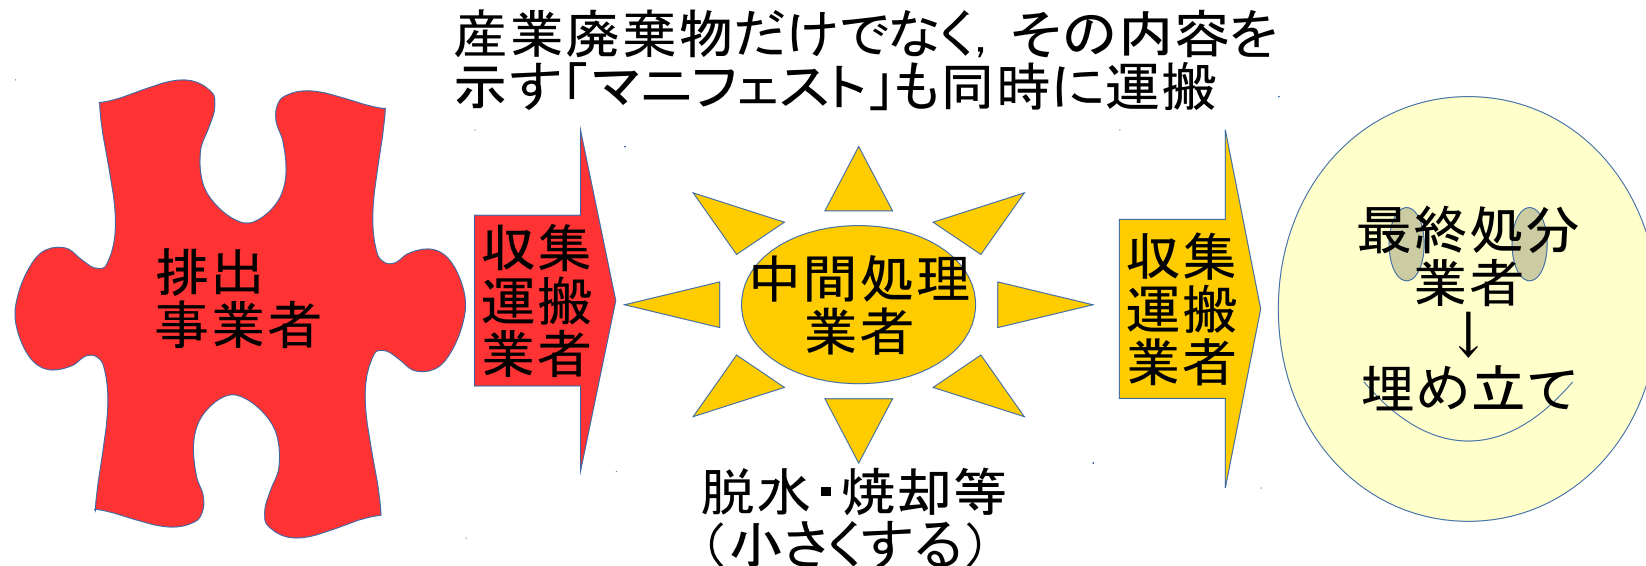 産業廃棄物だけでなく，その内容を
示す「マニフェスト」も同時に運搬
排出
事業者
収集
運搬
業者
中間処理
業者
脱水・焼却等
（小さくする）
収集
運搬
業者
最終処分
業者
↓
埋め立て